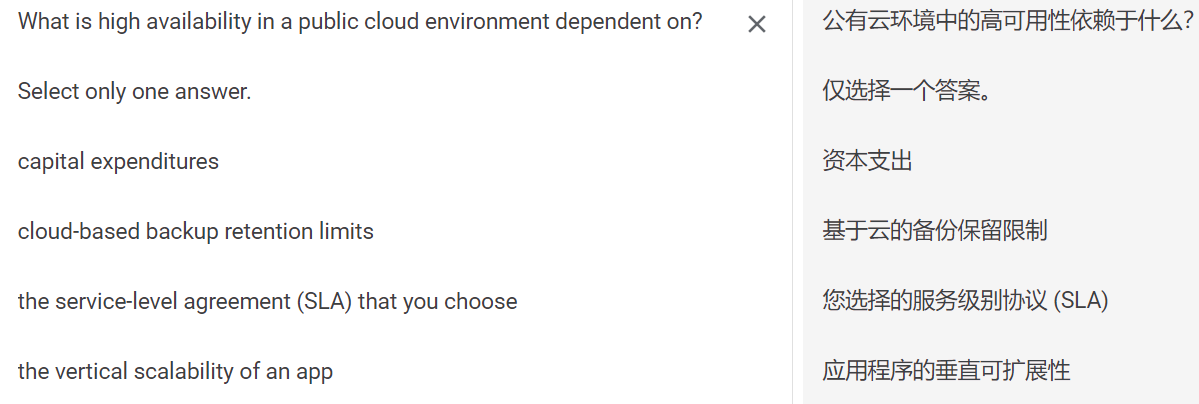 What is high availability in a public cloud environment dependent on?
Select only one answer.
capital expenditures
cloud-based backup retention limits
the service-level agreement (SLA) that you choose
the vertical scalability of an app
公有云环境中的高可用性依赖于什么？
仅选择一个答案。
资本支出
基于云的备份保留限制
您选择的服务级别协议 (SLA)
应用程序的垂直可扩展性